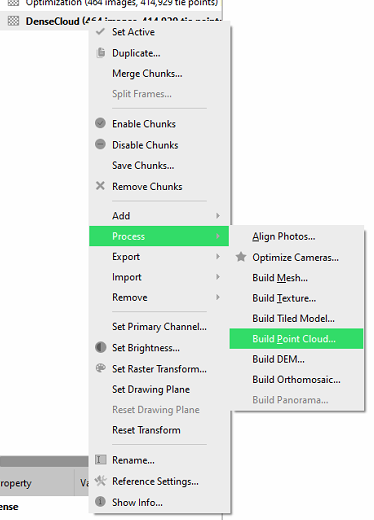 Optimization (464 images, 414,929 tie points)
DenseCloud (464 images, 414,929 tie points)
Set Active
Duplicate...
Merge Chunks...
Split Frames...
Enable Chunks
Disable Chunks
Save Chunks...
Remove Chunks
Add
Process
Export
Import
Remove
Set Primary Channel...
Set Brightness...
Set Raster Transform...
Set Drawing Plane
Reset Drawing Plane
Reset Transform
Rename...
Reference Settings...
Show Info...
Align Photos...
Optimize Cameras...
Build Mesh...
Build Texture...
Build Tiled Model...
Build Point Cloud...
Build DEM...
Build Orthomosaic...
Build Panorama...
roperty
Va
ense